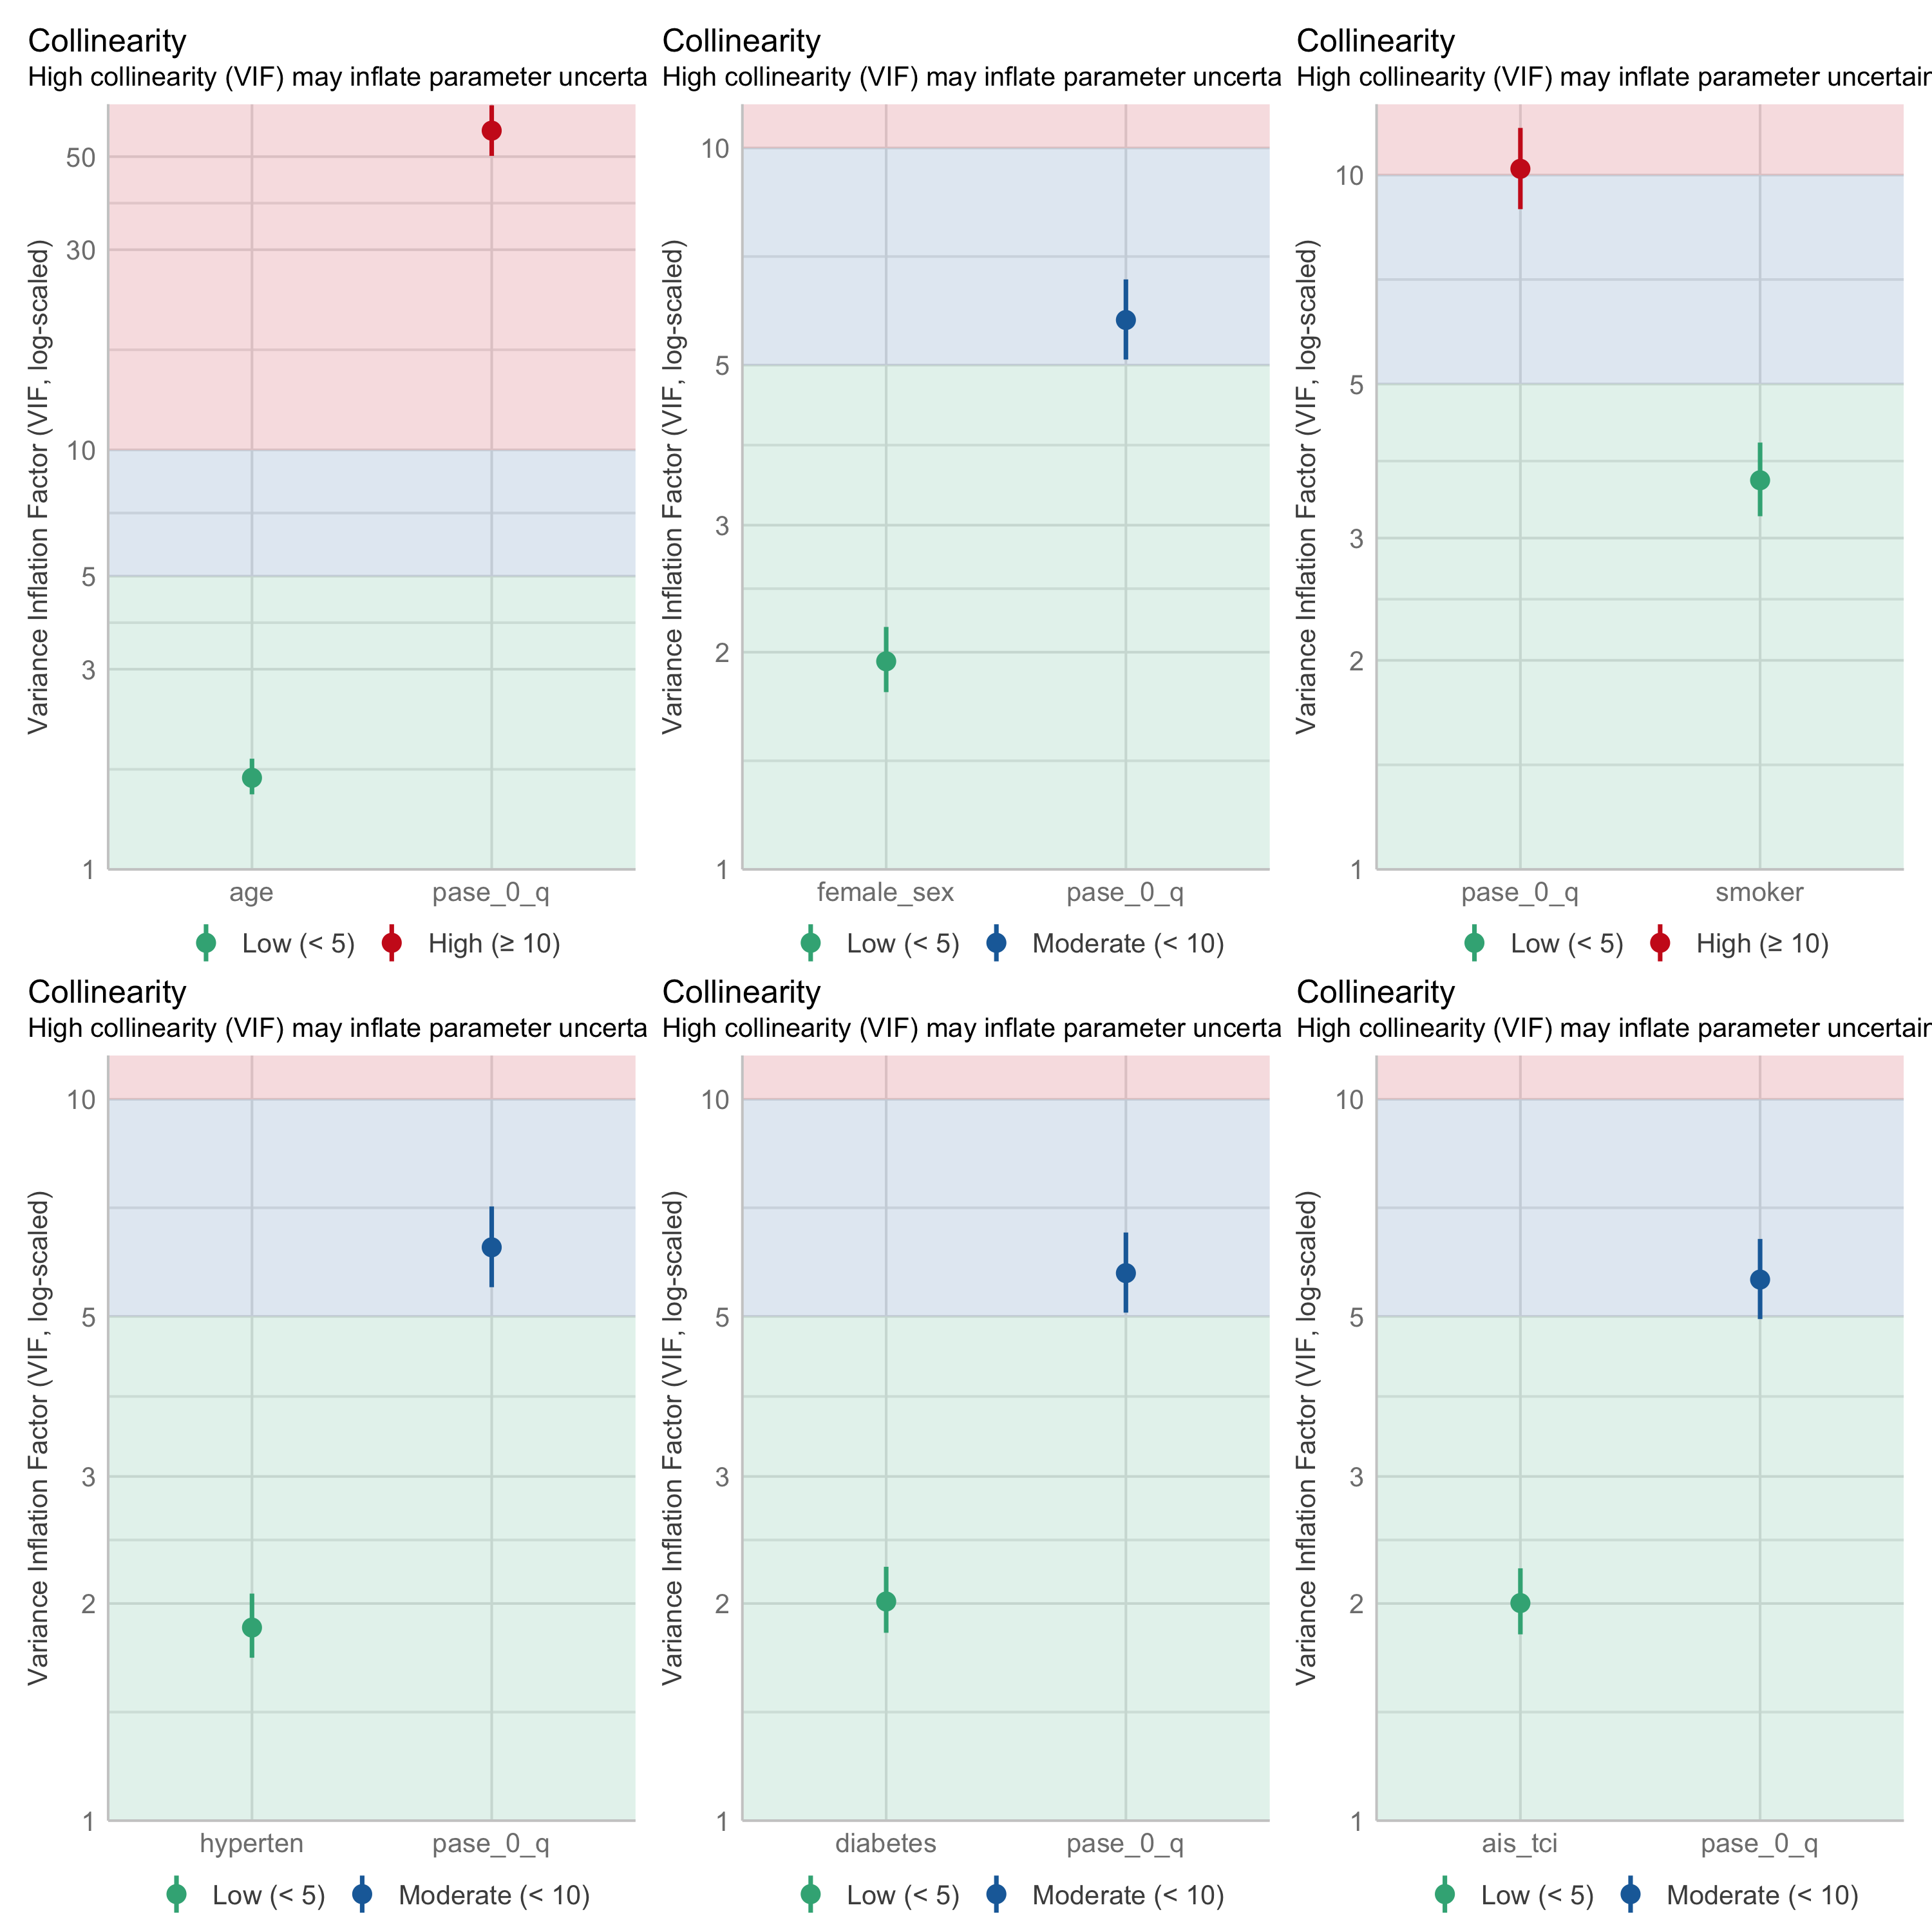 Collinearity
High collinearity (VIF) may inflate parameter uncerta
Variance Inflation Factor (VIF, log-scaled)
50
30
10
5
3
1
age pase_0_q
Low (< 5) High (≥ 10)
Collinearity
High collinearity (VIF) may inflate parameter uncerta
Variance Inflation Factor (VIF, log-scaled)
10
5
3
2
1
female_sex pase_0_q
Low (< 5) Moderate (< 10)
Collinearity
High collinearity (VIF) may inflate parameter uncertain
Variance Inflation Factor (VIF, log-scaled)
10
5
3
2
1
pase_0_q smoker
Low (< 5) High (≥ 10)
Collinearity
High collinearity (VIF) may inflate parameter uncerta
Variance Inflation Factor (VIF, log-scaled)
10
5
3
2
1
hyperten pase_0_q
Low (< 5) Moderate (< 10)
Collinearity
High collinearity (VIF) may inflate parameter uncerta
Variance Inflation Factor (VIF, log-scaled)
10
5
3
2
1
diabetes pase_0_q
Low (< 5) Moderate (< 10)
Collinearity
High collinearity (VIF) may inflate parameter uncertain
Variance Inflation Factor (VIF, log-scaled)
10
5
3
2
1
ais_tci pase_0_q
Low (< 5) Moderate (< 10)